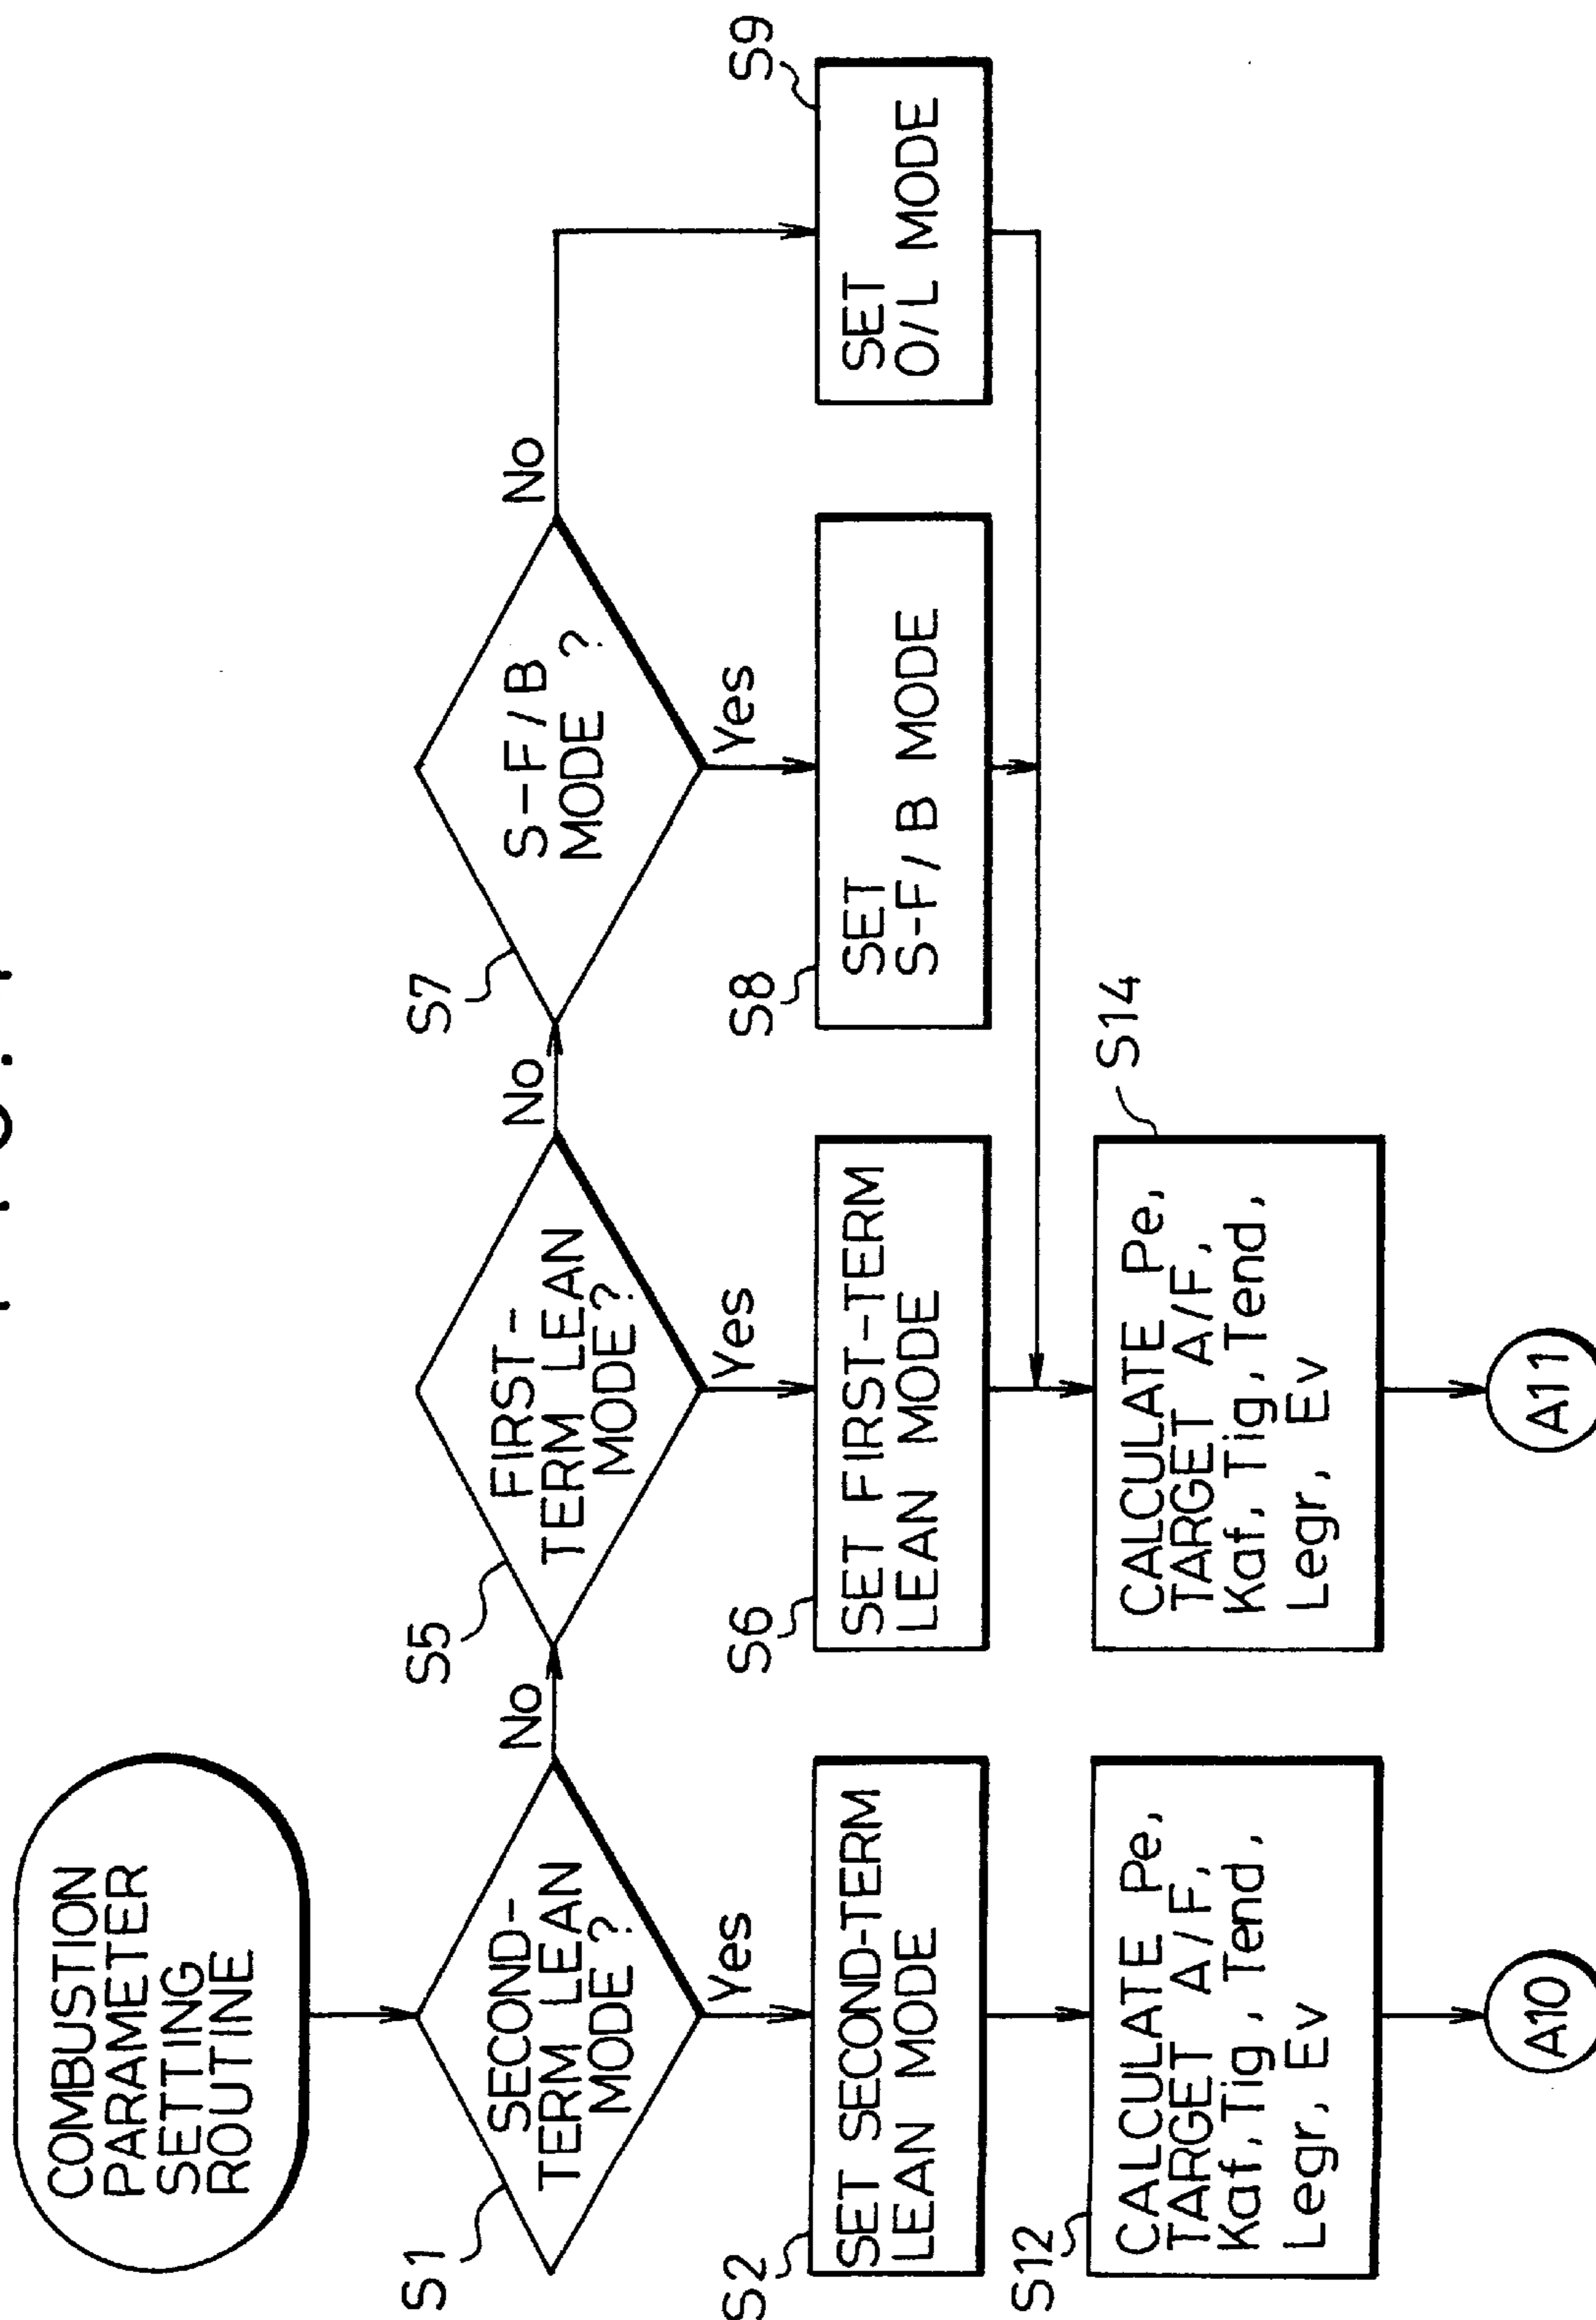 COMBUSTION
PARAMETER
SETTING
ROUTINE
S1
SECOND-
TERM LEAN
MODE?
No
Yes
S2
SET SECOND-TERM
LEAN MODE
S12
CALCULATE Pe,
TARGET A/F,
Kaf, Tig, Tend,
Legr, Ev
A10
S5
FIRST-
TERM LEAN
MODE?
No
Yes
S6
SET FIRST-TERM
LEAN MODE
S14
CALCULATE Pe,
TARGET A/F,
Kaf, Tig, Tend,
Legr, Ev
A11
S7
S-F/B
MODE ?
No
Yes
S8
SET
S-F/B MODE
S9
SET
O/L MODE